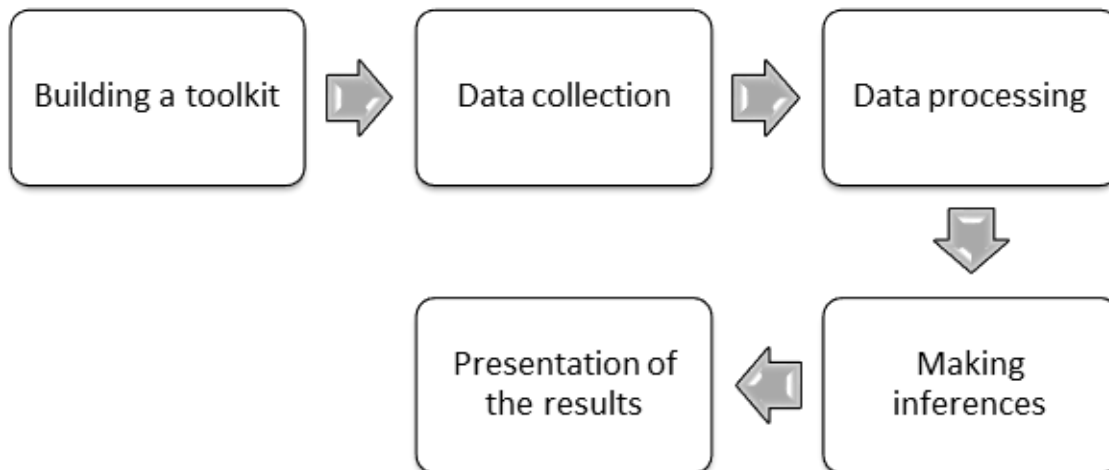 Building a toolkit
Data collection
Data processing
Making
inferences
Presentation of
the results